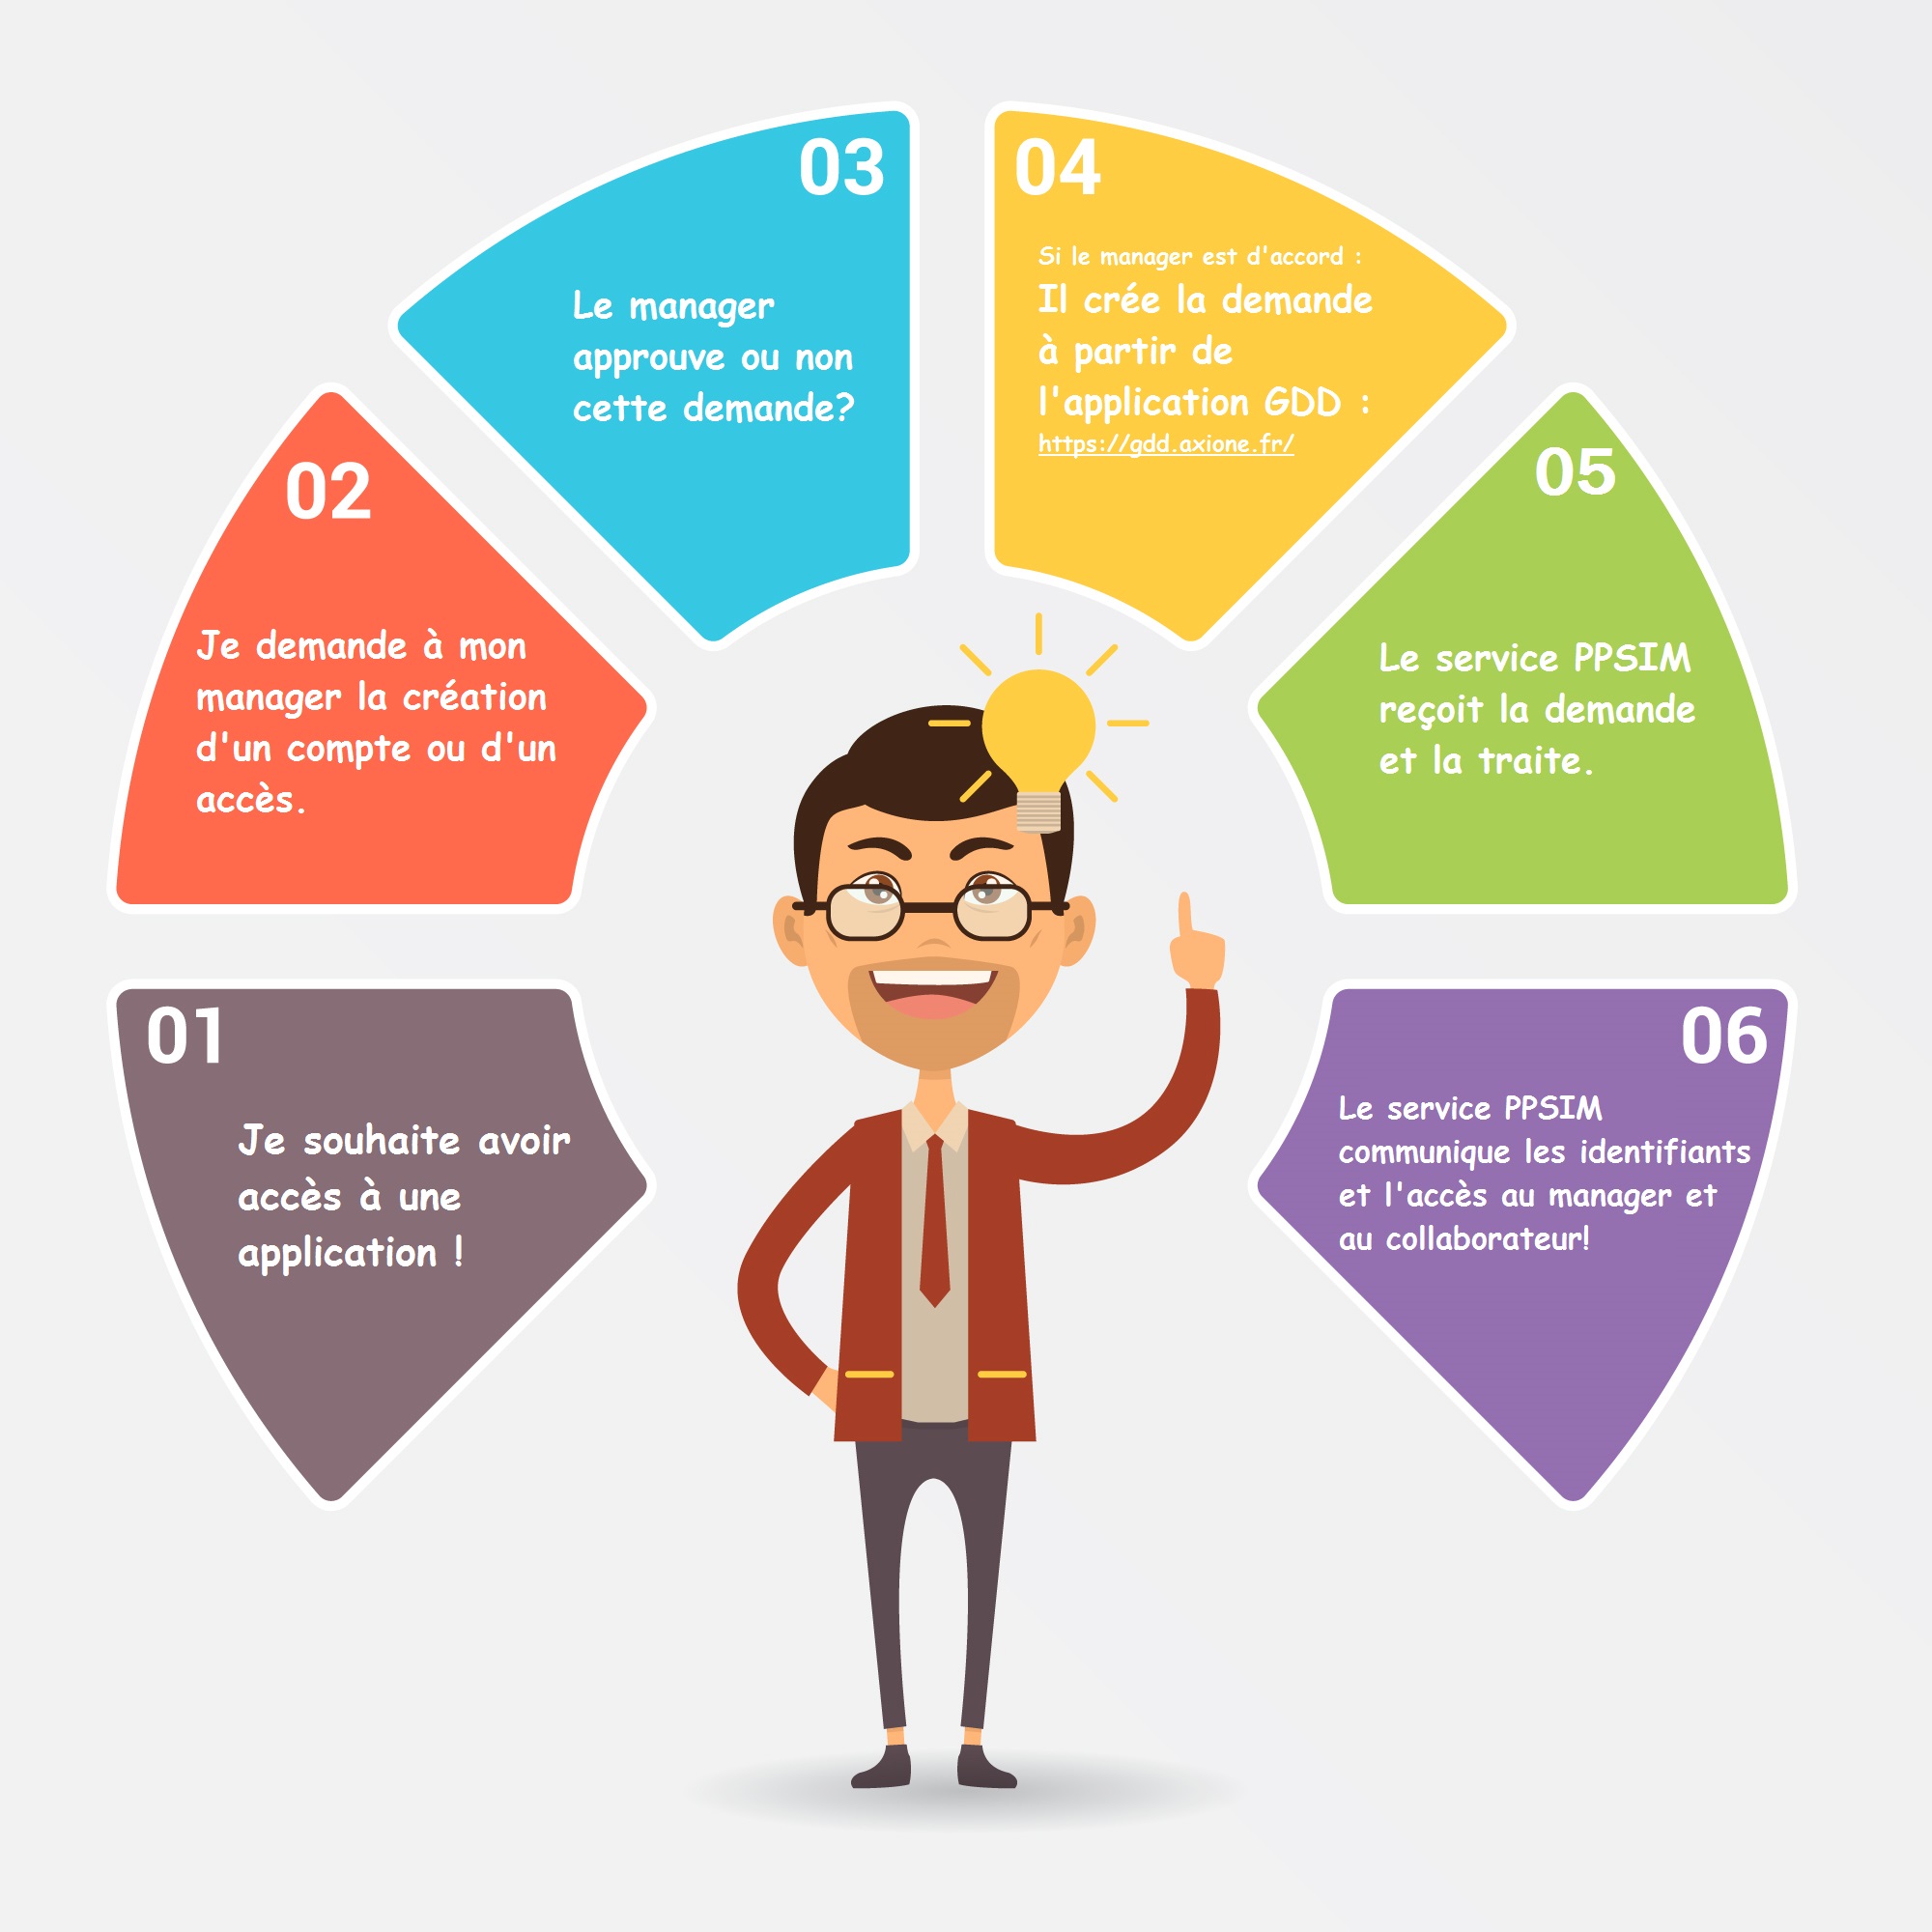 01
Je souhaite avoir
accès à une
application !
02
Je demande à mon
manager la création
d'un compte ou d'un
accès.
03
Le manager
approuve ou non
cette demande?
04
Si le manager est d'accord :
Il crée la demande
à partir de
l'application GDD :
https://gdd.axione.fr/
05
Le service PPSIM
reçoit la demande
et la traite.
06
Le service PPSIM
communique les identifiants
et l'accès au manager et
au collaborateur!